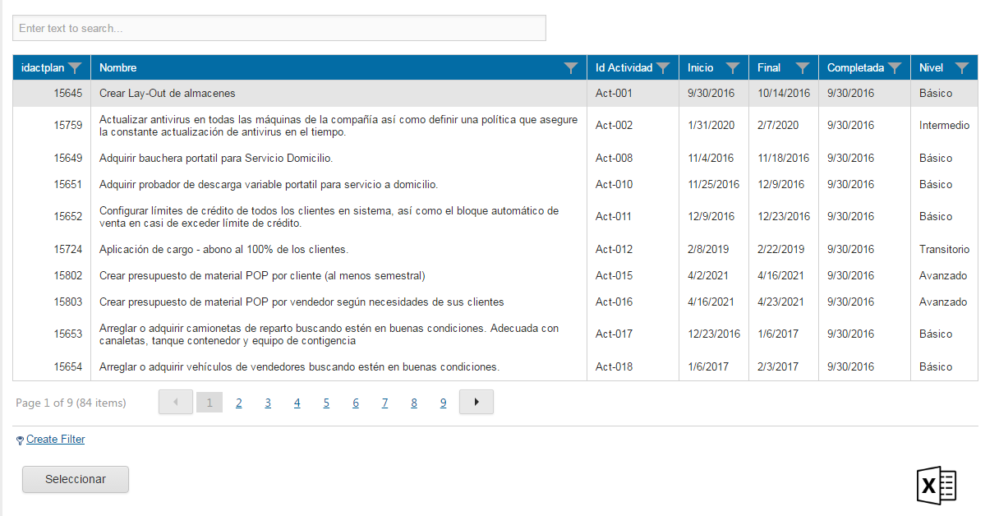 Enter text to search...
idactplan Nombre Id Actividad Inicio Final Completada Nivel
15645 Crear Lay-Out de almacenes Act-001 9/30/2016 10/14/2016 9/30/2016 Básico
15759 Actualizar antivirus en todas las máquinas de la compañía así como definir una política que asegure
la constante actualización de antivirus en el tiempo. Act-002 1/31/2020 2/7/2020 9/30/2016 Intermedio
15649 Adquirir bauchera portatil para Servicio Domicilio. Act-008 11/4/2016 11/18/2016 9/30/2016 Básico
15651 Adquirir probador de descarga variable portatil para servicio a domicilio. Act-010 11/25/2016 12/9/2016 9/30/2016 Básico
15652 Configurar límites de crédito de todos los clientes en sistema, así como el bloque automático de
venta en casi de exceder límite de crédito. Act-011 12/9/2016 12/23/2016 9/30/2016 Básico
15724 Aplicación de cargo - abono al 100% de los clientes. Act-012 2/8/2019 2/22/2019 9/30/2016 Transitorio
15802 Crear presupuesto de material POP por cliente (al menos semestral) Act-015 4/2/2021 4/16/2021 9/30/2016 Avanzado
15803 Crear presupuesto de material POP por vendedor según necesidades de sus clientes Act-016 4/16/2021 4/23/2021 9/30/2016 Avanzado
15653 Arreglar o adquirir camionetas de reparto buscando estén en buenas condiciones. Adecuada con
canaletas, tanque contenedor y equipo de contigencia Act-017 12/23/2016 1/6/2017 9/30/2016 Básico
15654 Arreglar o adquirir vehículos de vendedores buscando estén en buenas condiciones. Act-018 1/6/2017 2/3/2017 9/30/2016 Básico
Page 1 of 9 (84 items) 1 2 3 4 5 6 7 8 9
Create Filter
Seleccionar
X